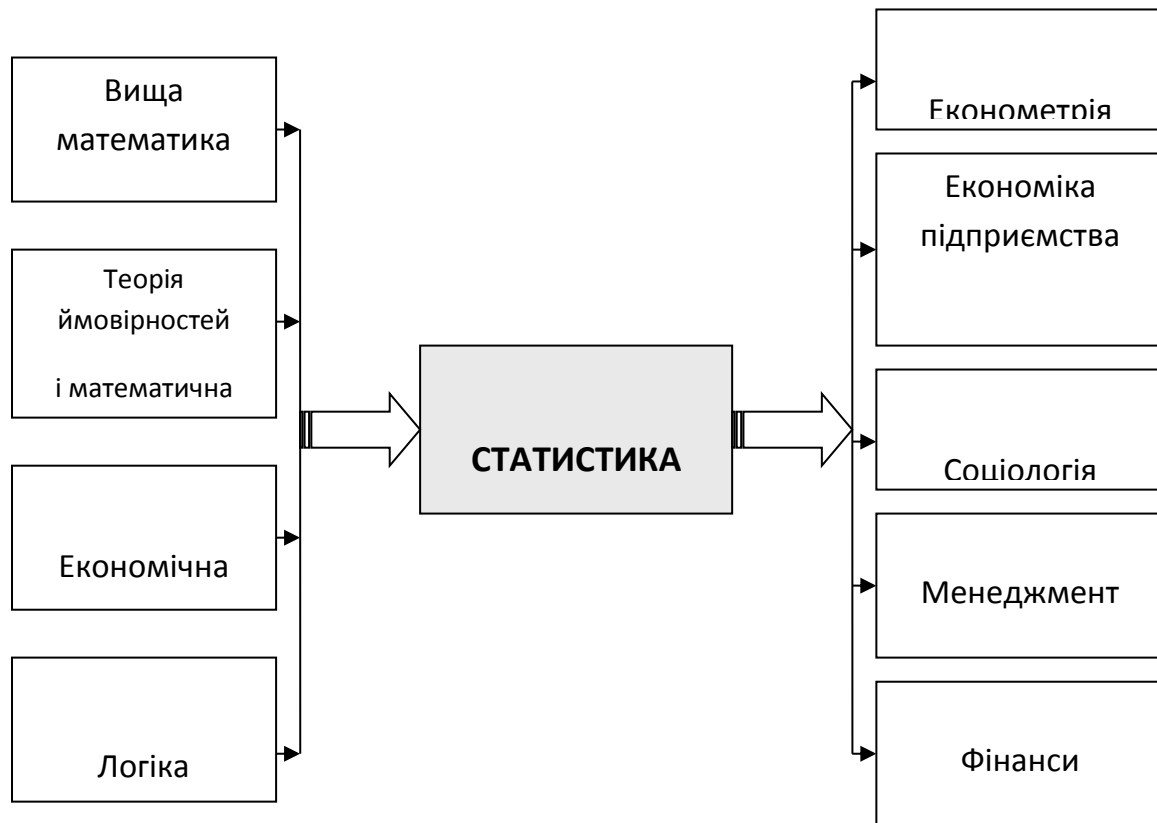 Вища
математика
Теорія
ймовірностей
і математична
Економічна
Логіка
СТАТИСТИКА
Економетрія
Економіка
підприємства
Соціологія
Менеджмент
Фінанси